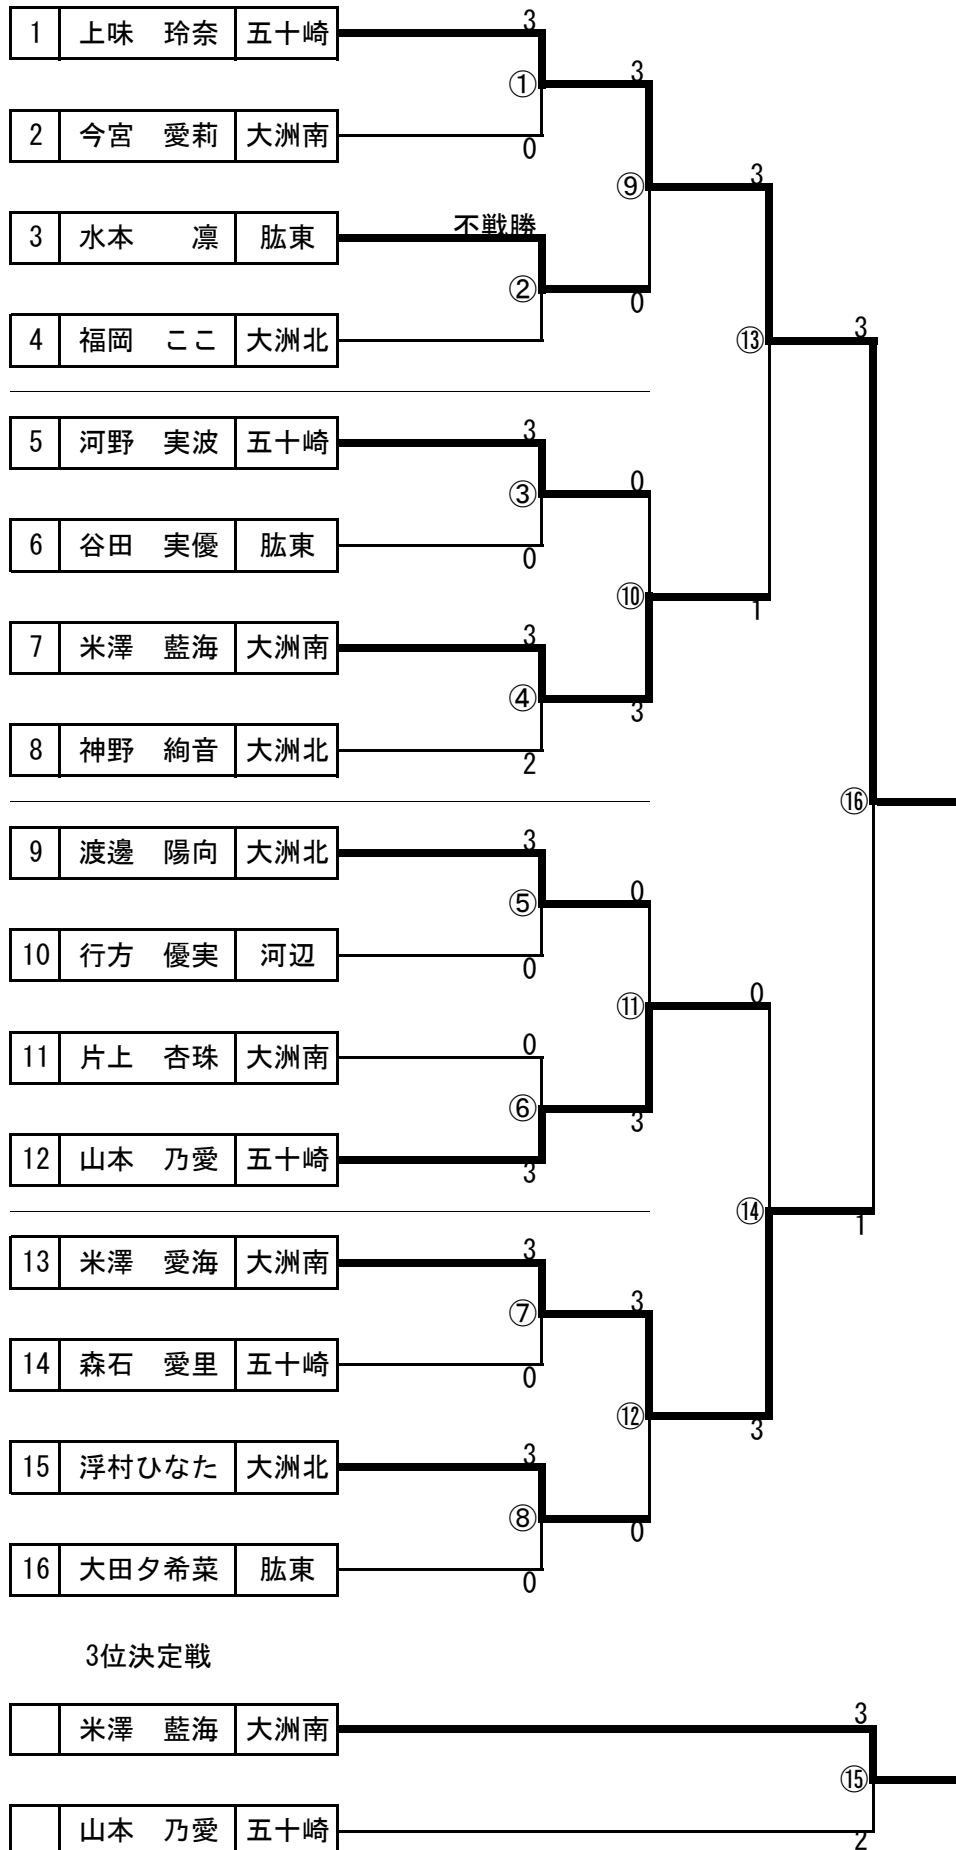 3
1 上味 玲奈 五十崎
3
①
2 今宮 愛莉 大洲南
0
3
⑨
不戦勝
3 水本 凛 肱東
②
0
4 福岡 ここ 大洲北
3
⑬
3
5 河野 実波 五十崎
3
0
③
6 谷田 実優 肱東
0
⑩
1
7 米澤 藍海 大洲南
3
④
3
8 神野 絢音 大洲北
2
⑯
9 渡邊 陽向 大洲北
3
0
⑤
10 行方 優実 河辺
0
0
⑪
11 片上 杏珠 大洲南
0
⑥
3
12 山本 乃愛 五十崎
3
⑭
1
13 米澤 愛海 大洲南
3
3
⑦
14 森石 愛里 五十崎
0
⑫
3
15 浮村ひなた 大洲北
3
⑧
0
16 大田夕希菜 肱東
0
3位決定戦
米澤 藍海 大洲南
3
⑮
山本 乃愛 五十崎
2